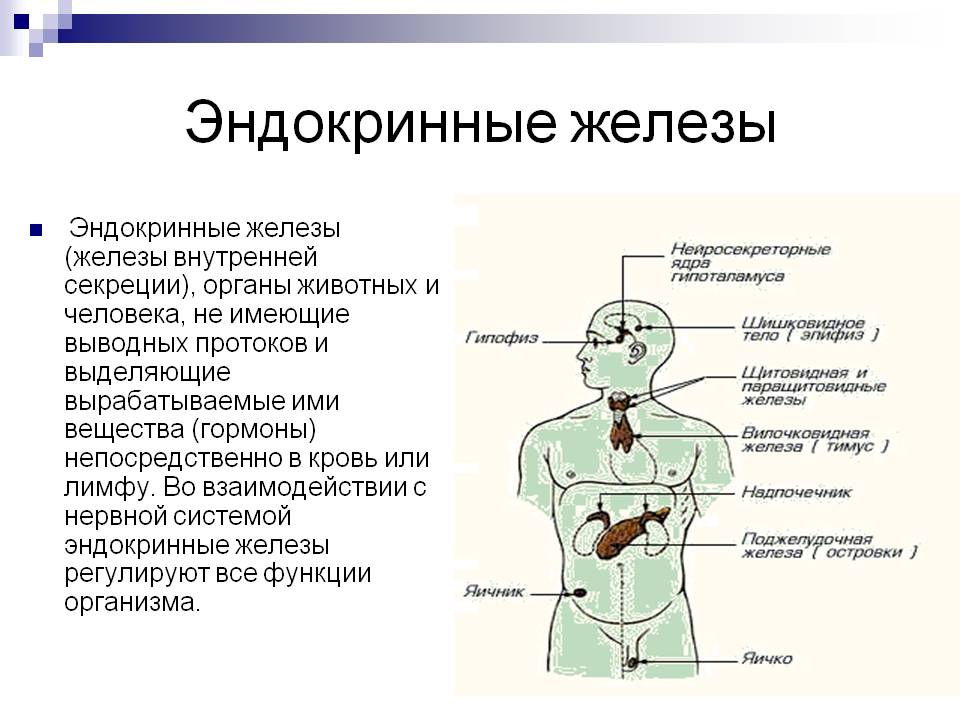 Эндокринные железы
Эндокринные железы
(железы внутренней
секреции), органы животных и
человека, не имеющие
выводных протоков и
выделяющие
вырабатываемые ими
вещества (гормоны)
непосредственно в кровь или
лимфу. Во взаимодействии с
нервной системой
эндокринные железы
регулируют все функции
организма.
Нейросекреторные
ядра
гипоталамуса
Гипофиз
Шишковидное
тело ( эпифиз )
Щитовидная и
паращитовидные
железы
Вилочковидная
железа ( тимус )
Надпочечник
Поджелудочная
железа ( островки )
Яичник
Яичко